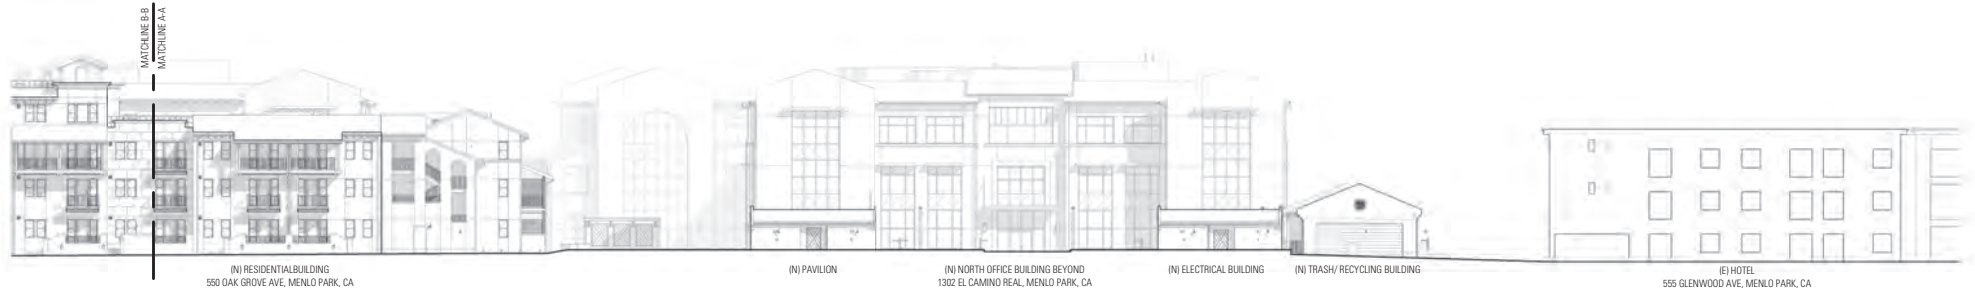 MATCHLINE B-B
MATCHLINE A-A
(N) RESIDENTIALBUILDING
550 OAK GROVE AVE, MENLO PARK, CA
(N) PAVILION
(N) NORTH OFFICE BUILDING BEYOND
1302 EL CAMINO REAL, MENLO PARK, CA
(N) ELECTRICAL BUILDING
(N) TRASH/ RECYCLING BUILDING
(E) HOTEL
555 GLENWOOD AVE, MENLO PARK, CA